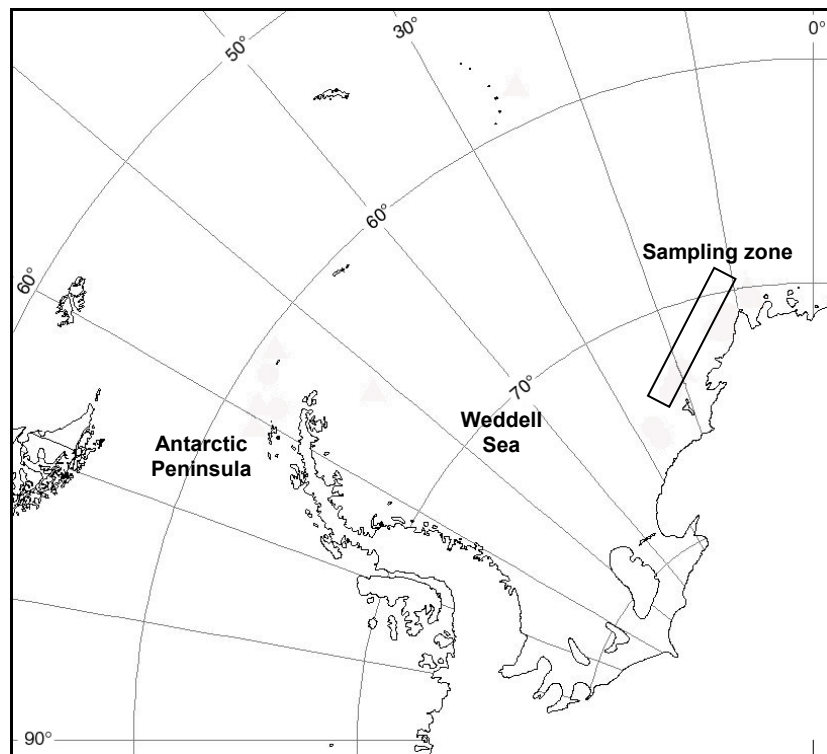 0°
30°
50°
60°
Sampling zone
60°
70°
Weddell
Sea
Antarctic
Peninsula
90°